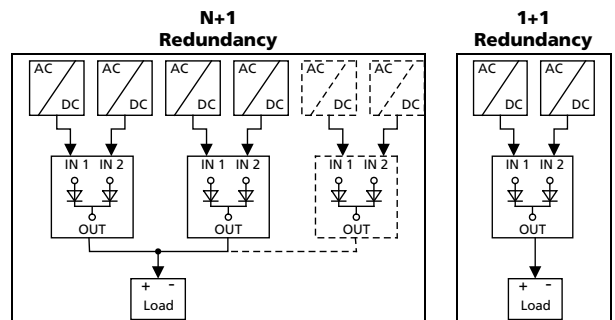 N+1
Redundancy
1+1
Redundancy
AC
DC
AC
DC
AC
DC
AC
DC
AC
DC
AC
DC
AC
DC
AC
DC
IN 1 IN 2
IN 1 IN 2
IN 1 IN 2
IN 1 IN 2
OUT
OUT
OUT
OUT
+ -
Load
+ -
Load